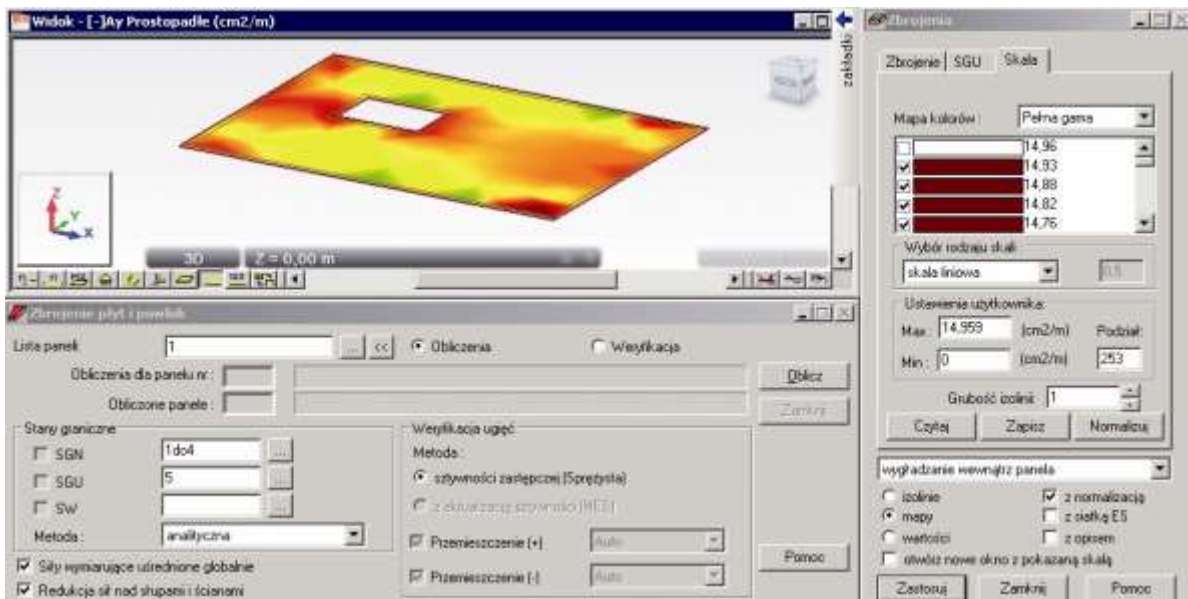 Widok - [-]Ay Prostopadłe (cm2/m)
3D Z = 0,00 m
Zbrojenie płyt i powłok
Lista paneli 1 ... << Obliczenia Weryfikacja
Obliczenia dla panelu nr : Oblicz
Obliczone panele : Zamknij
Stany graniczne
SGN 1do4 ...
SGU 5 ...
SW ...
Metoda : analityczna
Siły wymiarujące uśrednione globalnie
Redukcja sił nad słupami i ścianami
Weryfikacja ugięć
Metoda :
sztywności zastępczej (Sprężysta)
z aktualizacją sztywności (MES)
Przemieszczenie (+) Auto
Przemieszczenie (-) Auto
Pomoc
Zbrojenia
Zbrojenie SGU Skala
Mapa kolorów : Pełna gama
14,96
14,93
14,88
14,82
14,76
Wybór rodzaju skali
skala liniowa 0,5
Ustawienia użytkownika:
Max : 14,959 (cm2/m) Podział:
Min : 0 (cm2/m) 253
Grubość izolinii: 1
Czytaj Zapisz Normalizuj
wygładzanie wewnątrz panela
izolinie z normalizacją
mapy z siatką ES
wartości z opisem
otwórz nowe okno z pokazaną skalą
Zastosuj Zamknij Pomoc